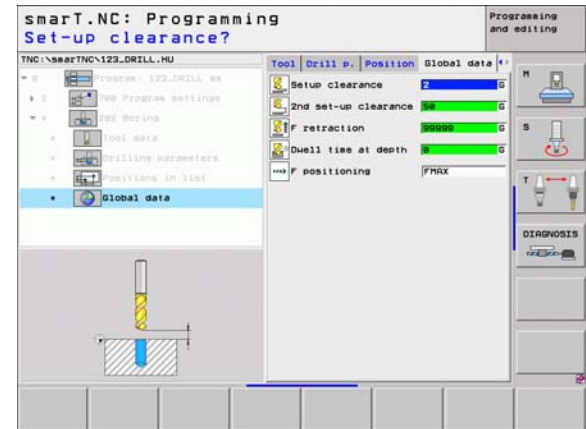 smarT.NC: Programming
Set-up clearance?
Programming
and editing
TNC:\smarTNC\123_DRILL.HU
0 Program: 123_DRILL mm
1 700 Program settings
202 Boring
Tool data
Drilling parameters
Positions in list
Global data
Tool Drill p. Position Global data
Setup clearance 2 G
2nd set-up clearance 50 G
F retraction 99999 G
Dwell time at depth 0 G
F positioning FMAX
M
S
T
DIAGNOSIS